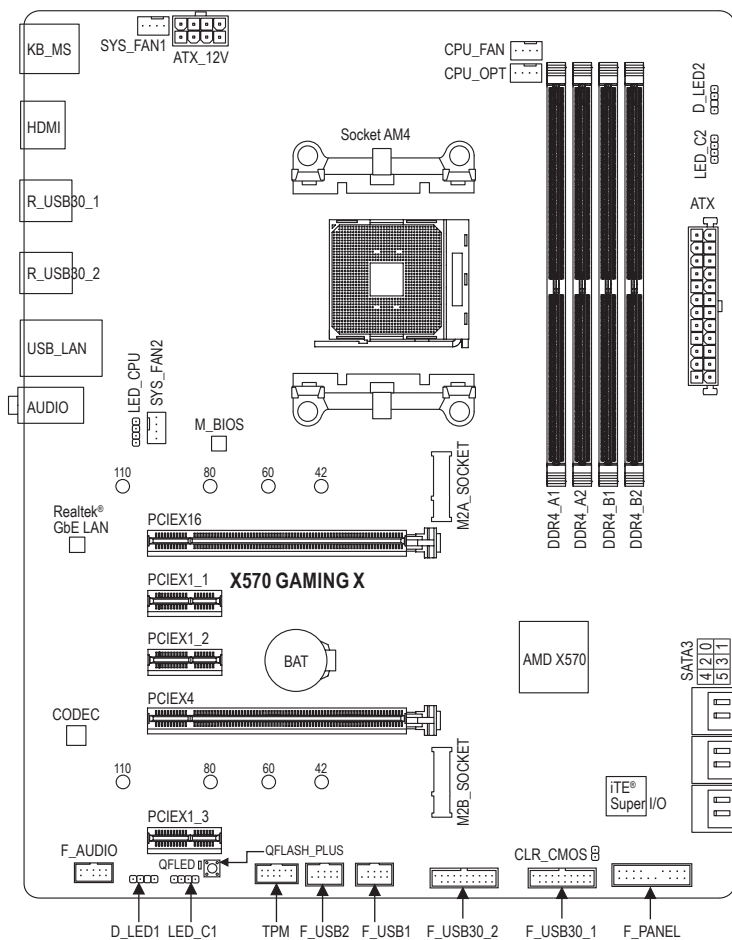 KB_MS
SYS_FAN1
ATX_12V
CPU_FAN
CPU_OPT
D_LED2
HDMI
Socket AM4
LED_C2
R_USB30_1
ATX
R_USB30_2
USB_LAN
LED_CPU
SYS_FAN2
AUDIO
M_BIOS
110 80 60 42
M2A_SOCKET
DDR4_A1
DDR4_A2
DDR4_B1
DDR4_B2
Realtek®
GbE LAN
PCIEX16
X570 GAMING X
PCIEX1_1
PCIEX1_2
BAT
AMD X570
SATA3
4 2 0
5 3 1
PCIEX4
CODEC
110 80 60 42
M2B_SOCKET
iTE®
Super I/O
PCIEX1_3
F_AUDIO
QFLED
QFLASH_PLUS
CLR_CMOS
D_LED1 LED_C1 TPM F_USB2 F_USB1 F_USB30_2 F_USB30_1 F_PANEL